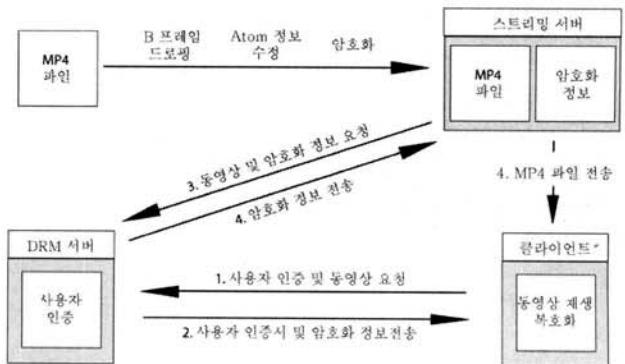 스트리밍 서버
B 프레임
드로핑
Atom 정보
수정
암호화
MP4
파일
MP4
파일
암호화
정보
3. 동영상 및 암호화 정보 요청
4. 암호화 정보 전송
4. MP4 파일 전송
DRM 서버
클라이언트
사용자
인증
1. 사용자 인증 및 동영상 요청
2. 사용자 인증시 및 암호화 정보전송
동영상 재생
복호화